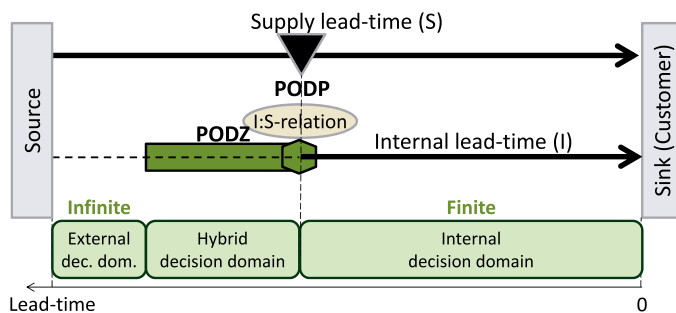 Supply lead-time (S)
Source
PODP
I:S-relation
PODZ
Internal lead-time (I)
Sink (Customer)
Infinite
Finite
External
dec. dom.
Hybrid
decision domain
Internal
decision domain
Lead-time
0